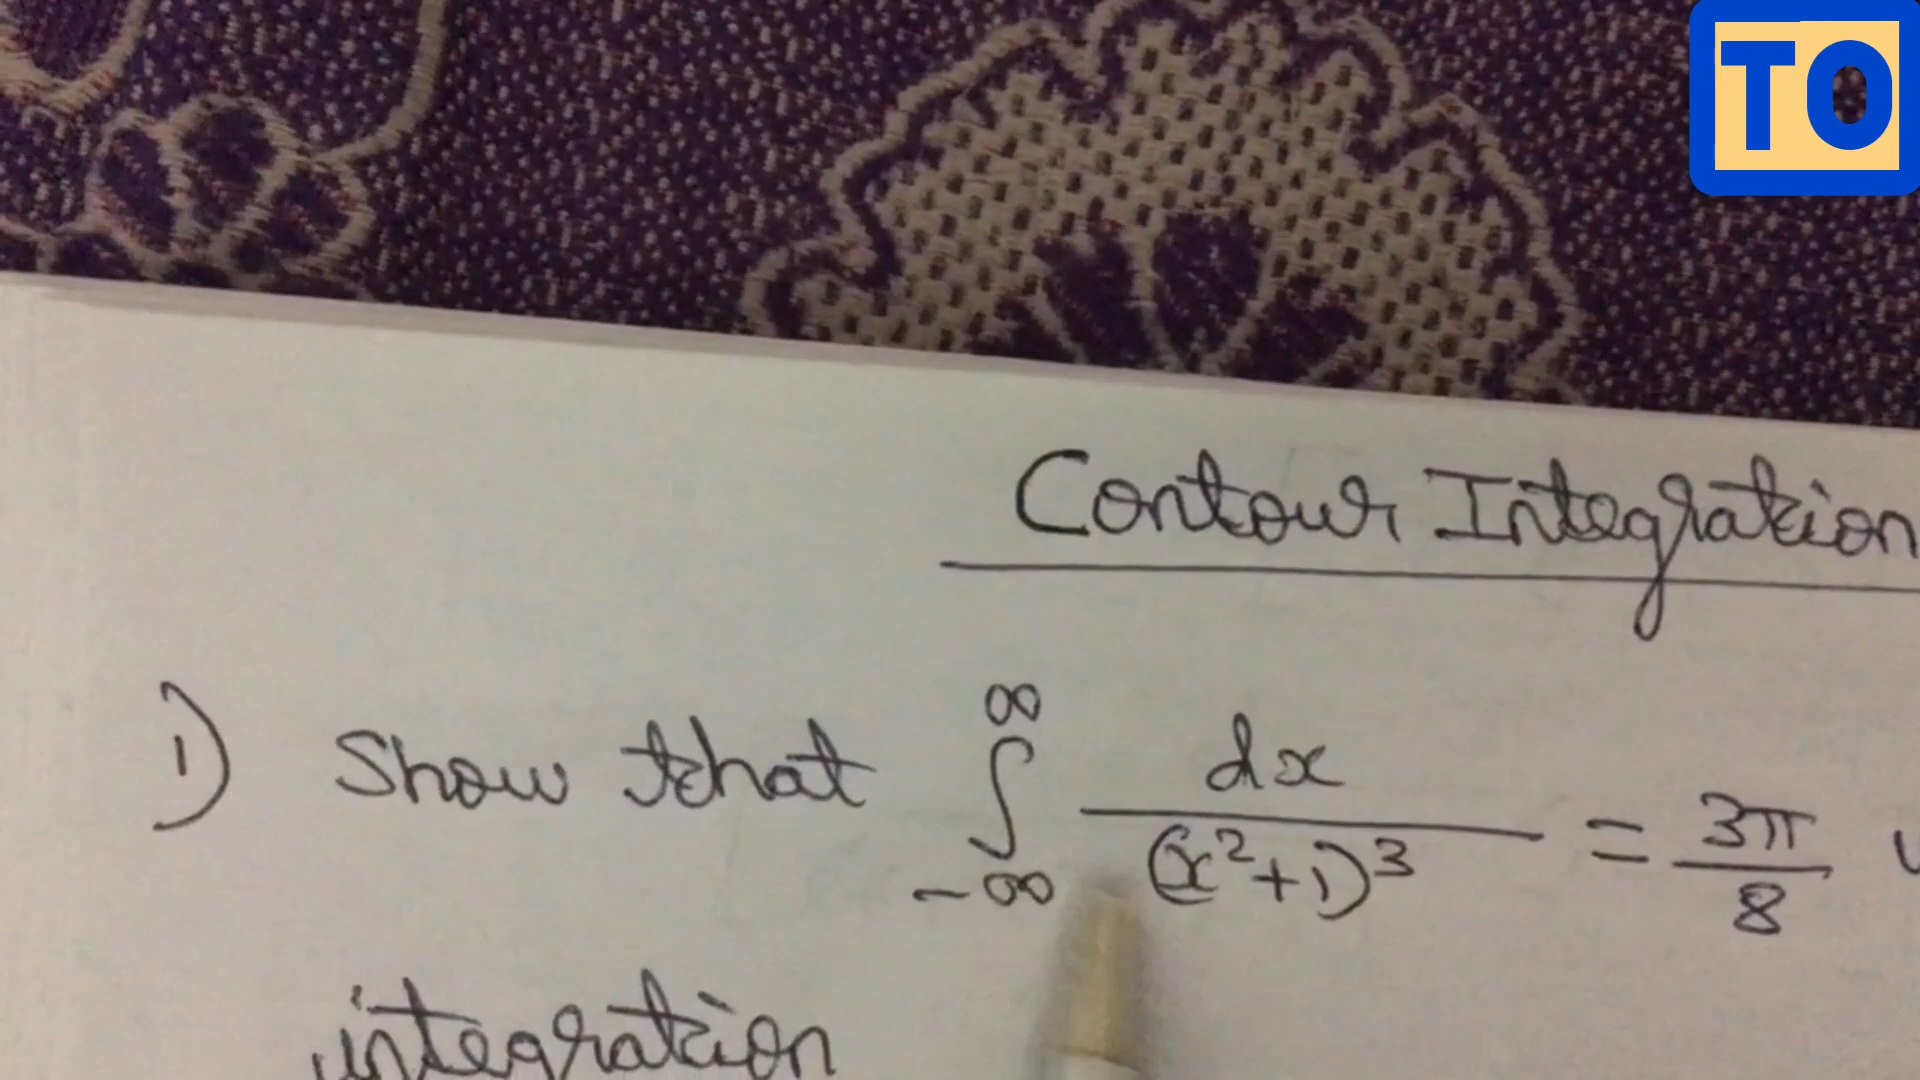 TO
Contour Integration
1) Show that ∫_{-∞}^{∞} dx/(x²+1)³ = 3π/8
integration